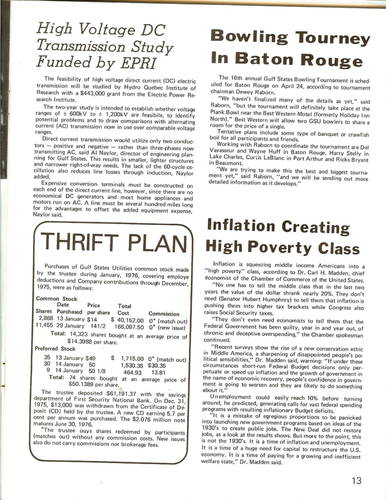 High Voltage DC
Transmission Study
Funded by EPRI
The feasibility of high voltage direct current (DC) electric
transmission will be studied by Hydro Quebec Institute of
Research with a $443,000 grant from the Electric Power Re-
search Institute.
The two-year study is intended to establish whether voltage
ranges of ± 600kV to ± 1,200kV are feasible, to identify
potential problems and to draw comparisons with alternating
current (AC) transmission now in use over comparable voltage
ranges.
Direct current transmission would utilize only two conduc-
tors — positive and negative — rather than three-phases now
transmitting AC, said Al Naylor, director of engineering plan-
ning for Gulf States. This results in smaller, lighter structures
and narrower right-of-way needs. The lack of the 60-cycle os-
cillation also reduces line losses through induction, Naylor
added.
Expensive conversion terminals must be constructed on
each end of the direct current line, however, since there are no
economical DC generators and most home appliances and
motors run on AC. A line must be several hundred miles long
for the advantages to offset the added equipment expense,
Naylor said.
THRIFT PLAN
Purchases of Gulf States Utilities common stock made
by the trustee during January, 1976, covering employee
deductions and Company contributions through December,
1975, were as follows:
Common Stock
Date Price Total
Shares Purchased per share Cost Commission
2,868 13 January $14 $ 40,152.00 $0* (match out)
11,455 29 January 141/2 166,097.50 0* (new issue)
Total: 14,323 shares bought at an average price of
$14.3988 per share.
Preferred Stock
35 13 January $49 $ 1,715.00 0* (match out)
30 14 January 50 1,530.35 $30.35
9 14 January 50 1/8 464.93 13.81
Total: 74 shares bought at an average price of
$50.1389 per share.
The trustee deposited $61,191.37 with the savings
department of First Security National Bank. On Dec. 31,
1975, $13,000 was withdrawn from the Certificate of De-
posit (CD) held by the trustee. A new CD earning 5.7 per
cent per annum was purchased. The $2.076 million note
matures June 30, 1976.
*The trustee buys shares redeemed for participants
(matches out) without any commission costs. New issues
also do not carry commissions nor brokerage fees.
Bowling Tourney
In Baton Rouge
The 16th annual Gulf States Bowling Tournament is sched-
uled for Baton Rouge on April 24, according to tournament
chairman Dewey Raborn.
"We haven't finalized many of the details as yet," said
Raborn, "but the tournament will definitely take place at the
Plank Bowl near the Best Western Motel (formerly Holiday Inn
North)." Best Western will allow two GSU bowlers to share a
room for the price of a single.
Tentative plans include some type of banquet or crawfish
boil for all participants and friends.
Working with Raborn to coordinate the tournament are Del
Varasseur and Wayne Huff in Baton Rouge, Harry Stelly in
Lake Charles, Curtis LeBlanc in Port Arthur and Ricks Bryant
in Beaumont.
"We are trying to make this the best and biggest tourna-
ment yet," said Raborn, "and we will be sending out more
detailed information as it develops."
Inflation Creating
High Poverty Class
Inflation is squeezing middle income Americans into a
"high poverty" class, according to Dr. Carl H. Madden, chief
economist of the Chamber of Commerce of the United States.
"No one has to tell the middle class that in the last two
years the value of the dollar shrank nearly 20%. They don't
need (Senator Hubert Humphrey) to tell them that inflation is
pushing them into higher tax brackets while Congress also
raises Social Security taxes.
"They don't even need economists to tell them that the
Federal Government has been guilty, year in and year out, of
chronic and deceptive overspending," the Chamber spokesman
continued.
"Recent surveys show the rise of a new conservation ethic
in Middle America, a sharpening of disappointed people's po-
litical sensibilities," Dr. Madden said, warning: "If under these
circumstances short-run Federal Budget decisions only per-
petuate or speed up inflation and the growth of government in
the name of economic recovery, people's confidence in govern-
ment is going to worsen and they are likely to do something
about it."
Unemployment could easily reach 10% before turning
around, he predicted, generating calls for vast Federal spending
programs with resulting inflationary Budget deficits.
"It is a mistake of egregious proportions to be panicked
into launching new government programs based on ideas of the
1930's to create public jobs. The New Deal did not restore
jobs, as a look at the results shows. But more to the point, this
is not the 1930's. It is a time of inflation and unemployment.
It is a time of a huge need for capital to restructure the U.S.
economy. It is a time of paying for a growing and inefficient
welfare state," Dr. Madden said.
13